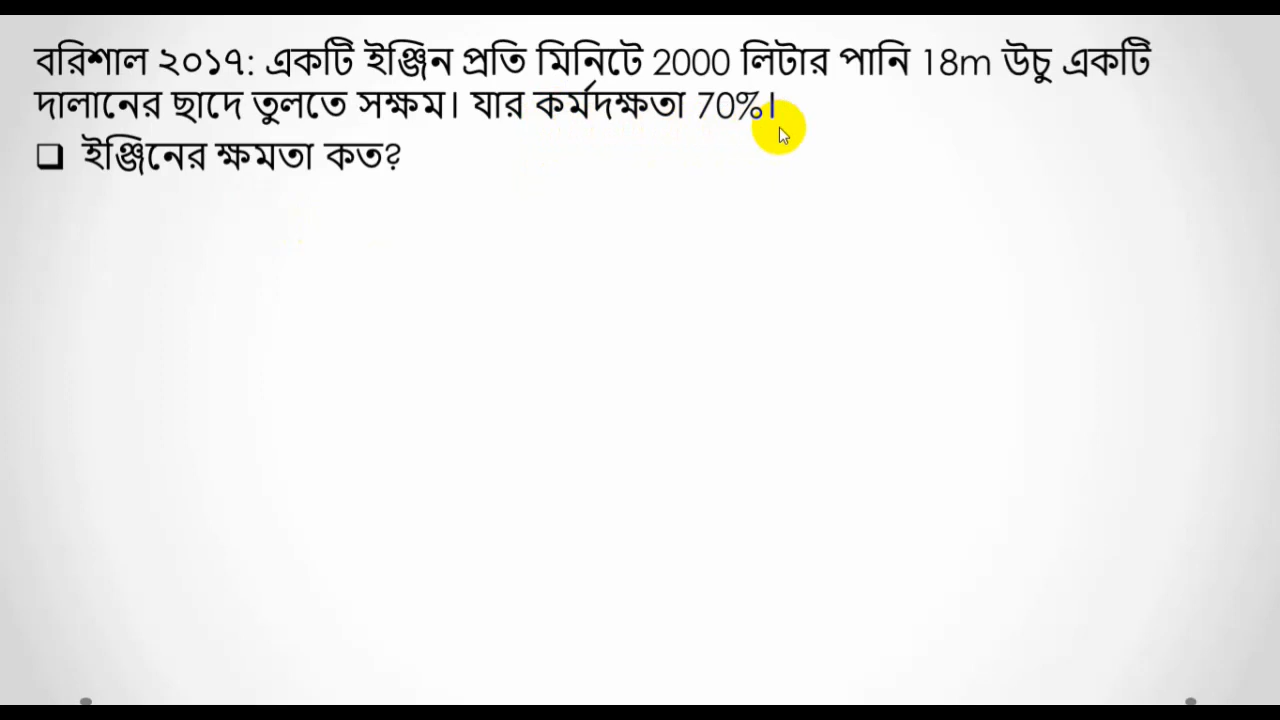 বরিশাল ২০১৭: একটি ইঞ্জিন প্রতি মিনিটে 2000 লিটার পানি 18m উচু একটি
দালানের ছাদে তুলতে সক্ষম। যার কর্মদক্ষতা 70%।
❑ ইঞ্জিনের ক্ষমতা কত?